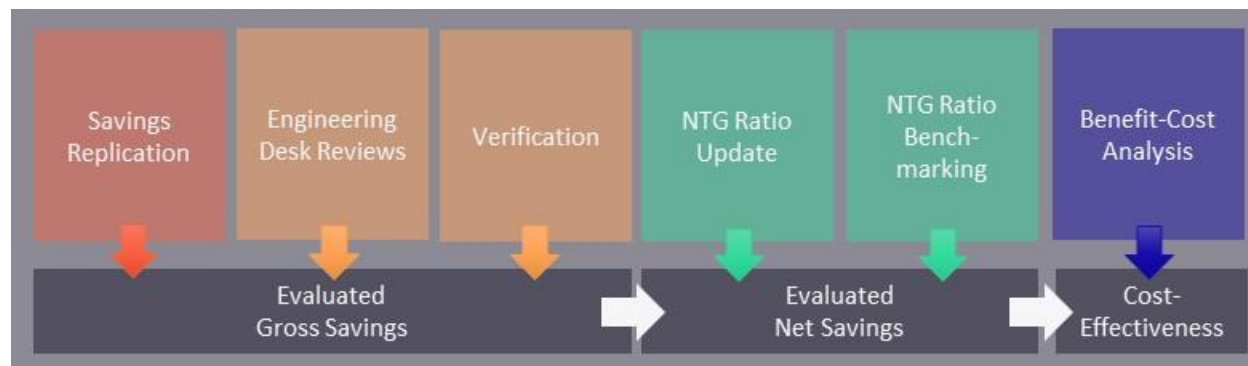 Savings
Replication
Engineering
Desk Reviews
Verification
NTG Ratio
Update
NTG Ratio
Bench-
marking
Benefit-Cost
Analysis
Evaluated
Gross Savings
Evaluated
Net Savings
Cost-
Effectiveness